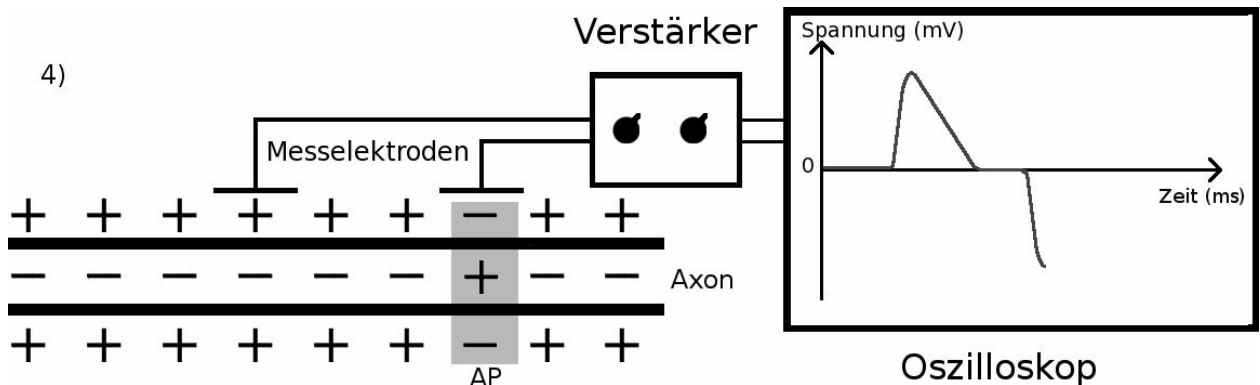 4)
Verstärker
Spannung (mV)
Messelektroden
0
Zeit (ms)
+ + + + + + − + +
− − − − − − + − −
Axon
+ + + + + + − + +
AP
Oszilloskop